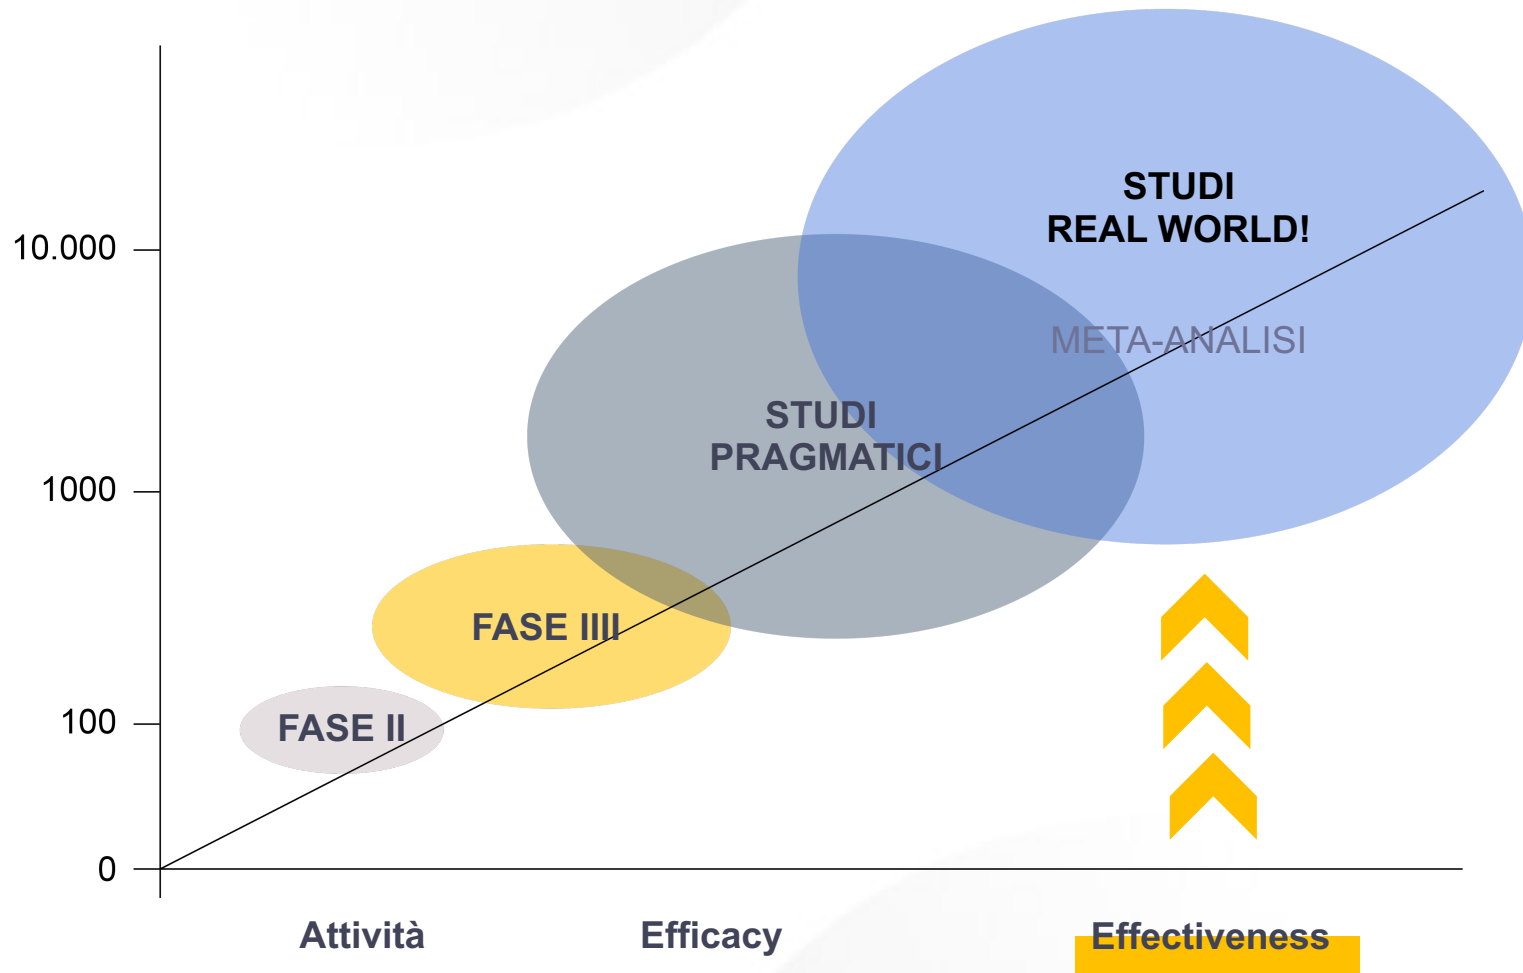 STUDI
REAL WORLD!
10.000
META-ANALISI
STUDI
PRAGMATICI
1000
FASE IIII
100
FASE II
0
Attività Efficacy Effectiveness